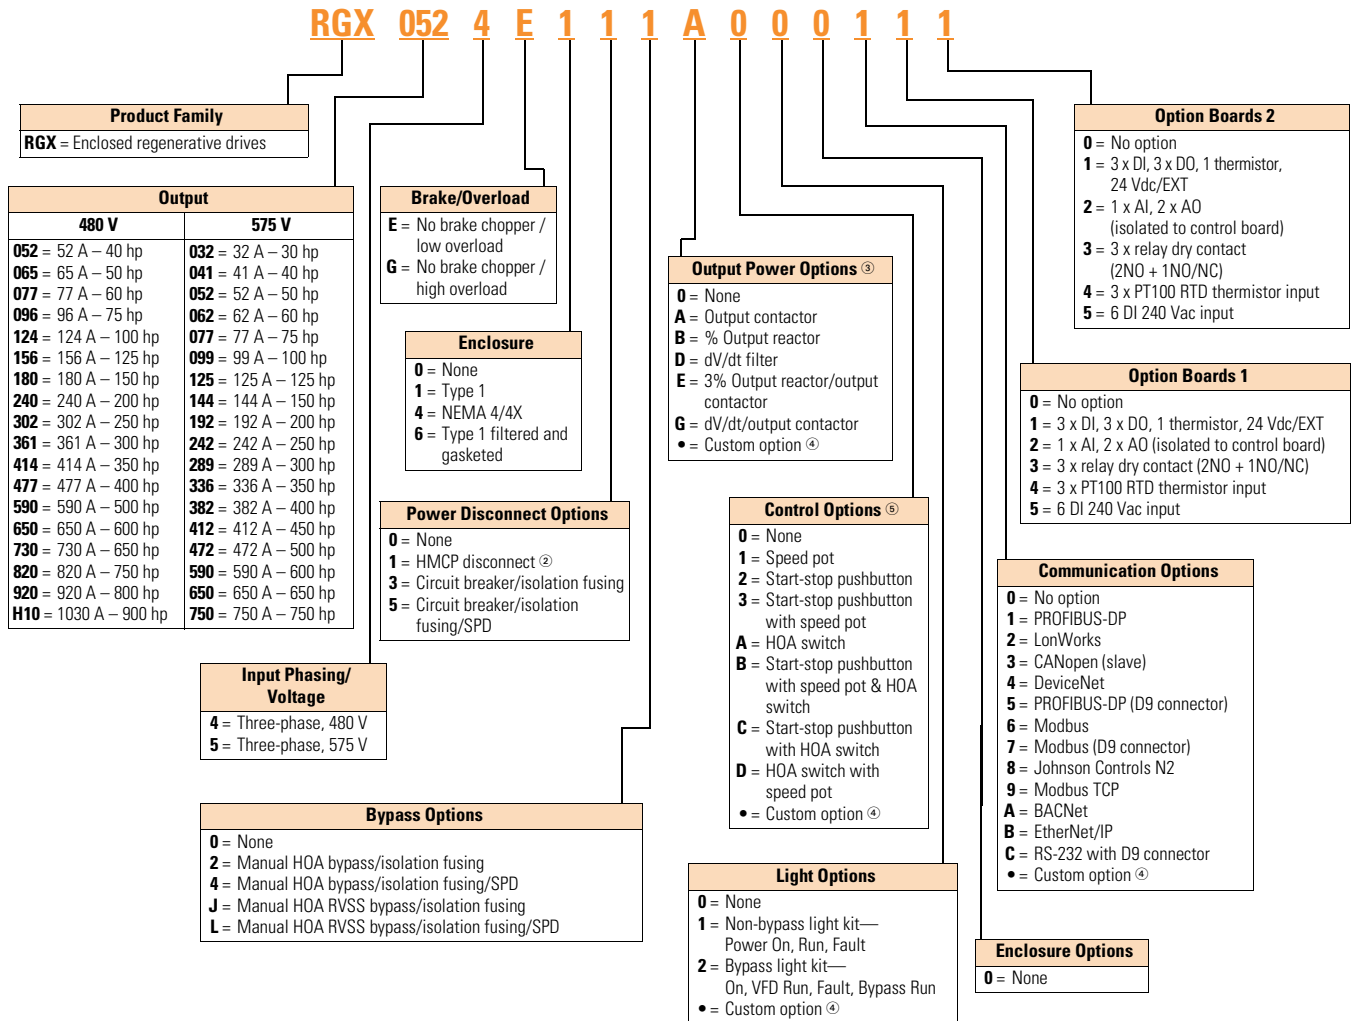 RGX 052 4 E 1 1 1 A 0 0 0 1 1 1
Product Family
RGX = Enclosed regenerative drives
Output
480 V
052 = 52 A – 40 hp
065 = 65 A – 50 hp
077 = 77 A – 60 hp
096 = 96 A – 75 hp
124 = 124 A – 100 hp
156 = 156 A – 125 hp
180 = 180 A – 150 hp
240 = 240 A – 200 hp
302 = 302 A – 250 hp
361 = 361 A – 300 hp
414 = 414 A – 350 hp
477 = 477 A – 400 hp
590 = 590 A – 500 hp
650 = 650 A – 600 hp
730 = 730 A – 650 hp
820 = 820 A – 750 hp
920 = 920 A – 800 hp
H10 = 1030 A – 900 hp
575 V
032 = 32 A – 30 hp
041 = 41 A – 40 hp
052 = 52 A – 50 hp
062 = 62 A – 60 hp
077 = 77 A – 75 hp
099 = 99 A – 100 hp
125 = 125 A – 125 hp
144 = 144 A – 150 hp
192 = 192 A – 200 hp
242 = 242 A – 250 hp
289 = 289 A – 300 hp
336 = 336 A – 350 hp
382 = 382 A – 400 hp
412 = 412 A – 450 hp
472 = 472 A – 500 hp
590 = 590 A – 600 hp
650 = 650 A – 650 hp
750 = 750 A – 750 hp
Input Phasing/
Voltage
4 = Three-phase, 480 V
5 = Three-phase, 575 V
Brake/Overload
E = No brake chopper /
low overload
G = No brake chopper /
high overload
Enclosure
0 = None
1 = Type 1
4 = NEMA 4/4X
6 = Type 1 filtered and
gasketed
Power Disconnect Options
0 = None
1 = HMCP disconnect ②
3 = Circuit breaker/isolation fusing
5 = Circuit breaker/isolation
fusing/SPD
Bypass Options
0 = None
2 = Manual HOA bypass/isolation fusing
4 = Manual HOA bypass/isolation fusing/SPD
J = Manual HOA RVSS bypass/isolation fusing
L = Manual HOA RVSS bypass/isolation fusing/SPD
Output Power Options ③
0 = None
A = Output contactor
B = % Output reactor
D = dV/dt filter
E = 3% Output reactor/output
contactor
G = dV/dt/output contactor
• = Custom option ④
Control Options ⑤
0 = None
1 = Speed pot
2 = Start-stop pushbutton
3 = Start-stop pushbutton
with speed pot
A = HOA switch
B = Start-stop pushbutton
with speed pot & HOA
switch
C = Start-stop pushbutton
with HOA switch
D = HOA switch with
speed pot
• = Custom option ④
Light Options
0 = None
1 = Non-bypass light kit—
Power On, Run, Fault
2 = Bypass light kit—
On, VFD Run, Fault, Bypass Run
• = Custom option ④
Enclosure Options
0 = None
Communication Options
0 = No option
1 = PROFIBUS-DP
2 = LonWorks
3 = CANopen (slave)
4 = DeviceNet
5 = PROFIBUS-DP (D9 connector)
6 = Modbus
7 = Modbus (D9 connector)
8 = Johnson Controls N2
9 = Modbus TCP
A = BACNet
B = EtherNet/IP
C = RS-232 with D9 connector
• = Custom option ④
Option Boards 1
0 = No option
1 = 3 x DI, 3 x DO, 1 thermistor, 24 Vdc/EXT
2 = 1 x AI, 2 x AO (isolated to control board)
3 = 3 x relay dry contact (2NO + 1NO/NC)
4 = 3 x PT100 RTD thermistor input
5 = 6 DI 240 Vac input
Option Boards 2
0 = No option
1 = 3 x DI, 3 x DO, 1 thermistor,
24 Vdc/EXT
2 = 1 x AI, 2 x AO
(isolated to control board)
3 = 3 x relay dry contact
(2NO + 1NO/NC)
4 = 3 x PT100 RTD thermistor input
5 = 6 DI 240 Vac input